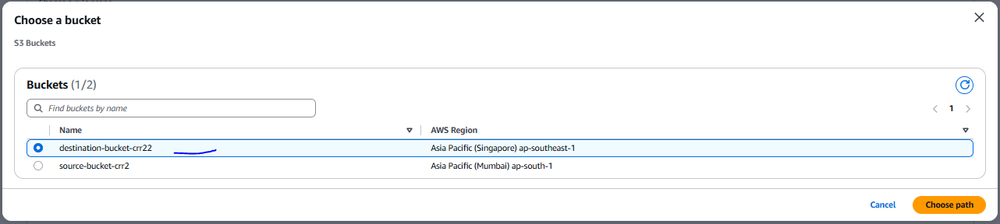 Choose a bucket
S3 Buckets
Buckets (1/2)
Find buckets by name
1
Name AWS Region
destination-bucket-crr22 Asia Pacific (Singapore) ap-southeast-1
source-bucket-crr2 Asia Pacific (Mumbai) ap-south-1
Cancel Choose path